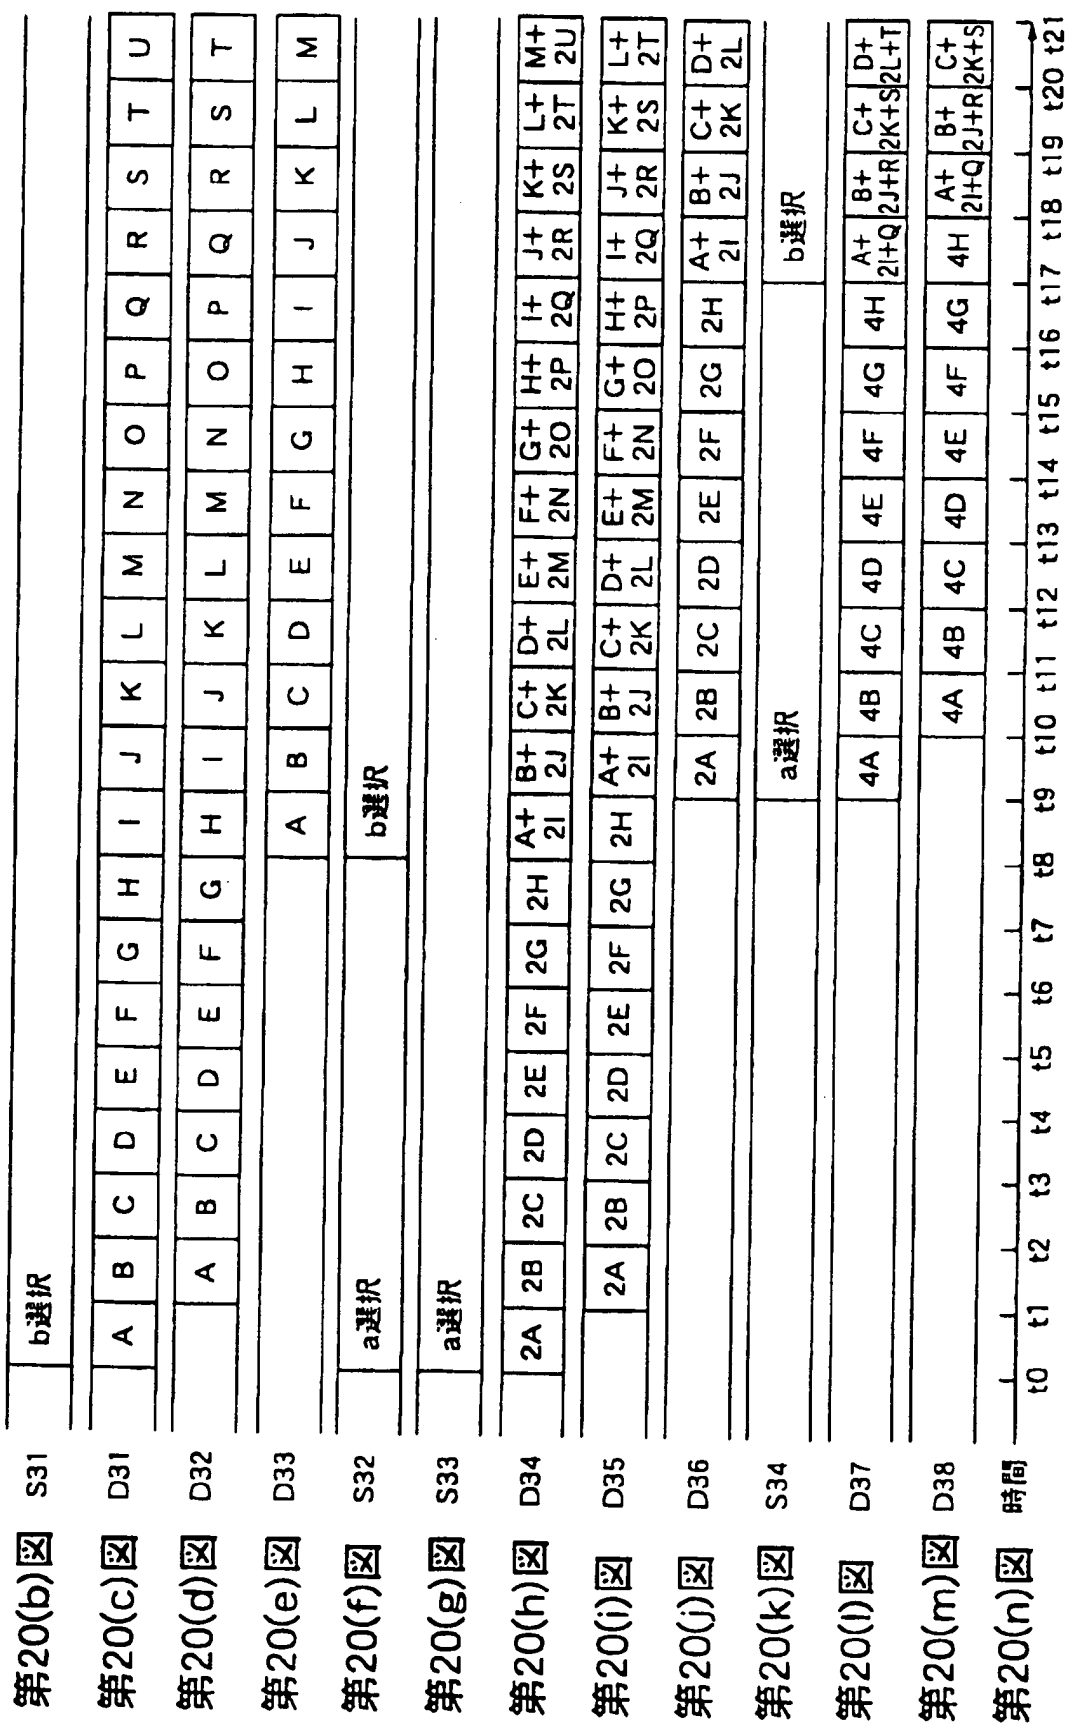 第20(b)図 S31 b選択
第20(c)図 D31 A B C D E F G H I J K L M N O P Q R S T U
第20(d)図 D32 A B C D E F G H I J K L M N O P Q R S T
第20(e)図 D33 A B C D E F G H I J K L M
第20(f)図 S32 a選択 b選択
第20(g)図 S33 a選択
第20(h)図 D34 2A 2B 2C 2D 2E 2F 2G 2H A+2I B+2J C+2K D+2L E+2M F+2N G+2O H+2P I+2Q J+2R K+2S L+2T M+2U
第20(i)図 D35 2A 2B 2C 2D 2E 2F 2G 2H A+2I B+2J C+2K D+2L E+2M F+2N G+2O H+2P I+2Q J+2R K+2S L+2T
第20(j)図 D36 2A 2B 2C 2D 2E 2F 2G 2H A+2I B+2J C+2K D+2L
第20(k)図 S34 a選択 b選択
第20(l)図 D37 4A 4B 4C 4D 4E 4F 4G 4H A+2I+Q B+2J+R C+2K+S D+2L+T
第20(m)図 D38 4A 4B 4C 4D 4E 4F 4G 4H A+2I+Q B+2J+R C+2K+S
第20(n)図 時間 t0 t1 t2 t3 t4 t5 t6 t7 t8 t9 t10 t11 t12 t13 t14 t15 t16 t17 t18 t19 t20 t21